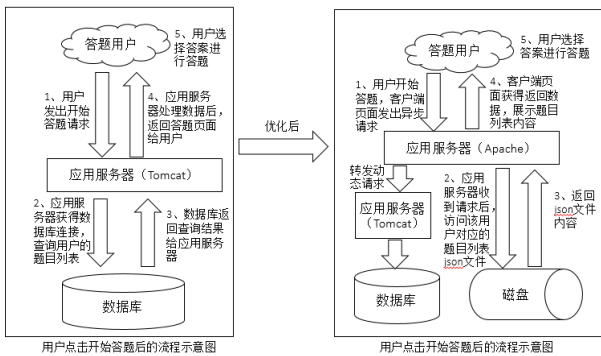 答题用户
5、用户选
择答案进
行答题
1、用户
发出开始
答题请求
4、应用服务
器处理数据后，
返回答题页面
给用户
应用服务器（Tomcat）
2、应用服
务器获得数
据库连接，
查询用户的
题目列表
3、数据库返
回查询结果
给应用服务
器
数据库
用户点击开始答题后的流程示意图
优化后
答题用户
5、用户选择
答案进行答题
1、用户开始
答题，客户端
页面发出异步
请求
4、客户端页
面获得返回数
据，展示题目
列表内容
应用服务器（Apache）
转发动
态请求
应用服务器
（Tomcat）
2、应用
服务器收
到请求后，
访问该用
户对应的
题目列表
json文件
3、返回
json文件
内容
数据库
磁盘
用户点击开始答题后的流程示意图